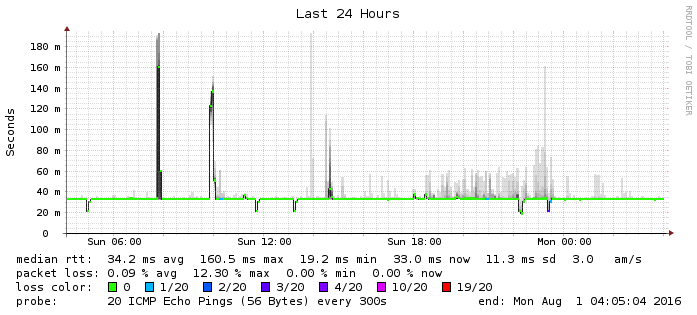 Last 24 Hours
RRDTOOL / TOBI OETIKER
Seconds
180 m
160 m
140 m
120 m
100 m
80 m
60 m
40 m
20 m
0
Sun 06:00 Sun 12:00 Sun 18:00 Mon 00:00
median rtt: 34.2 ms avg 160.5 ms max 19.2 ms min 33.0 ms now 11.3 ms sd 3.0 am/s
packet loss: 0.09 % avg 12.30 % max 0.00 % min 0.00 % now
loss color: 0 1/20 2/20 3/20 4/20 10/20 19/20
probe: 20 ICMP Echo Pings (56 Bytes) every 300s end: Mon Aug 1 04:05:04 2016